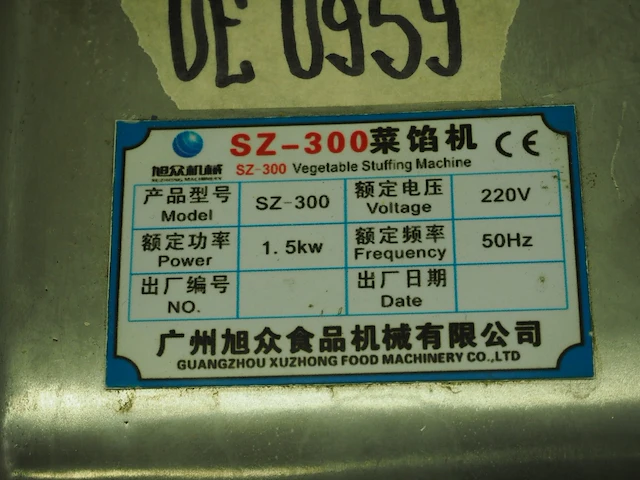 UE 0959
SZ-300菜馅机 CE
旭众机械
SZ-300 Vegetable Stuffing Machine
产品型号 SZ-300 额定电压 220V
Model Voltage
额定功率 1.5kw 额定频率 50Hz
Power Frequency
出厂编号 出厂日期
NO. Date
广州旭众食品机械有限公司
GUANGZHOU XUZHONG FOOD MACHINERY CO.,LTD